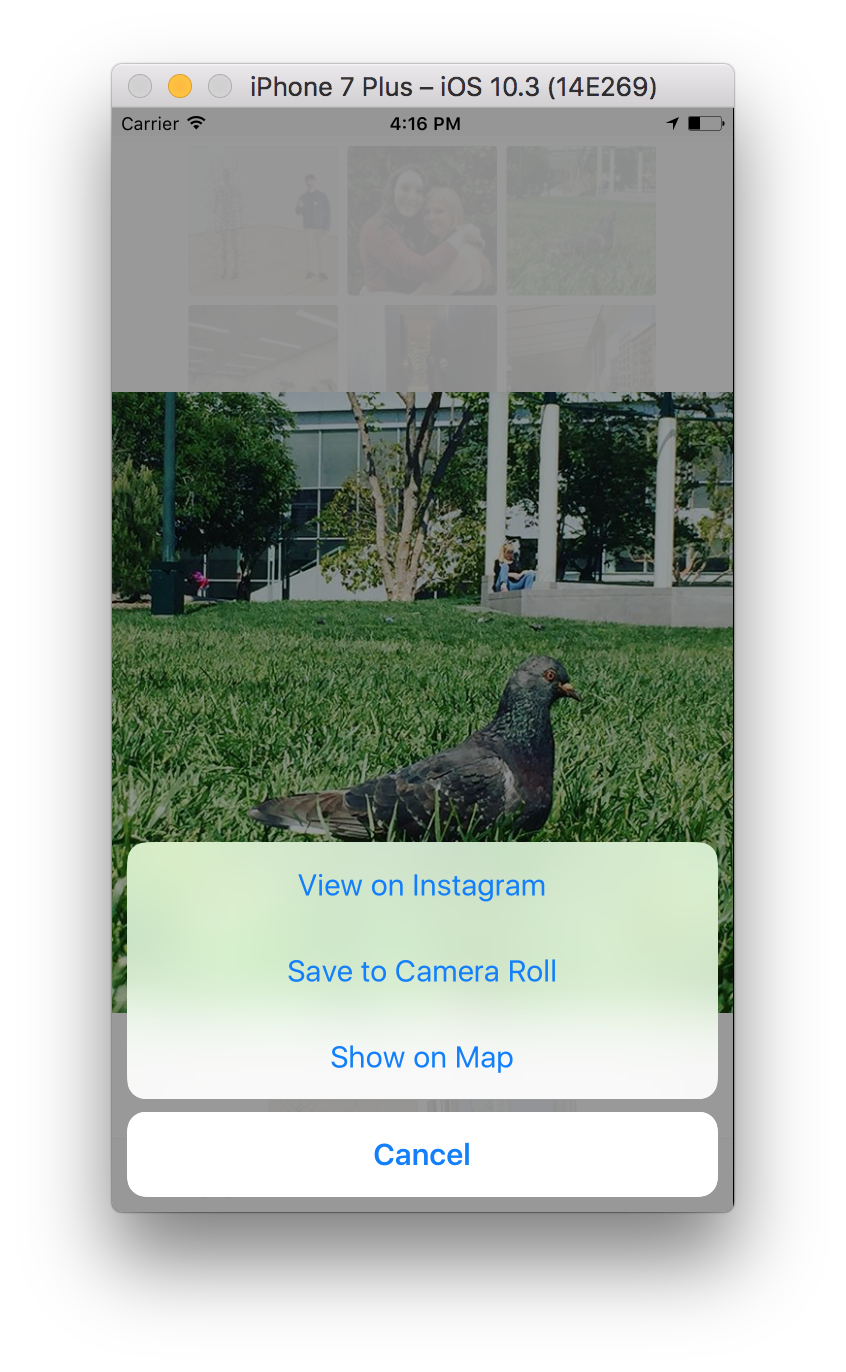 iPhone 7 Plus – iOS 10.3 (14E269)
Carrier 4:16 PM
View on Instagram
Save to Camera Roll
Show on Map
Cancel